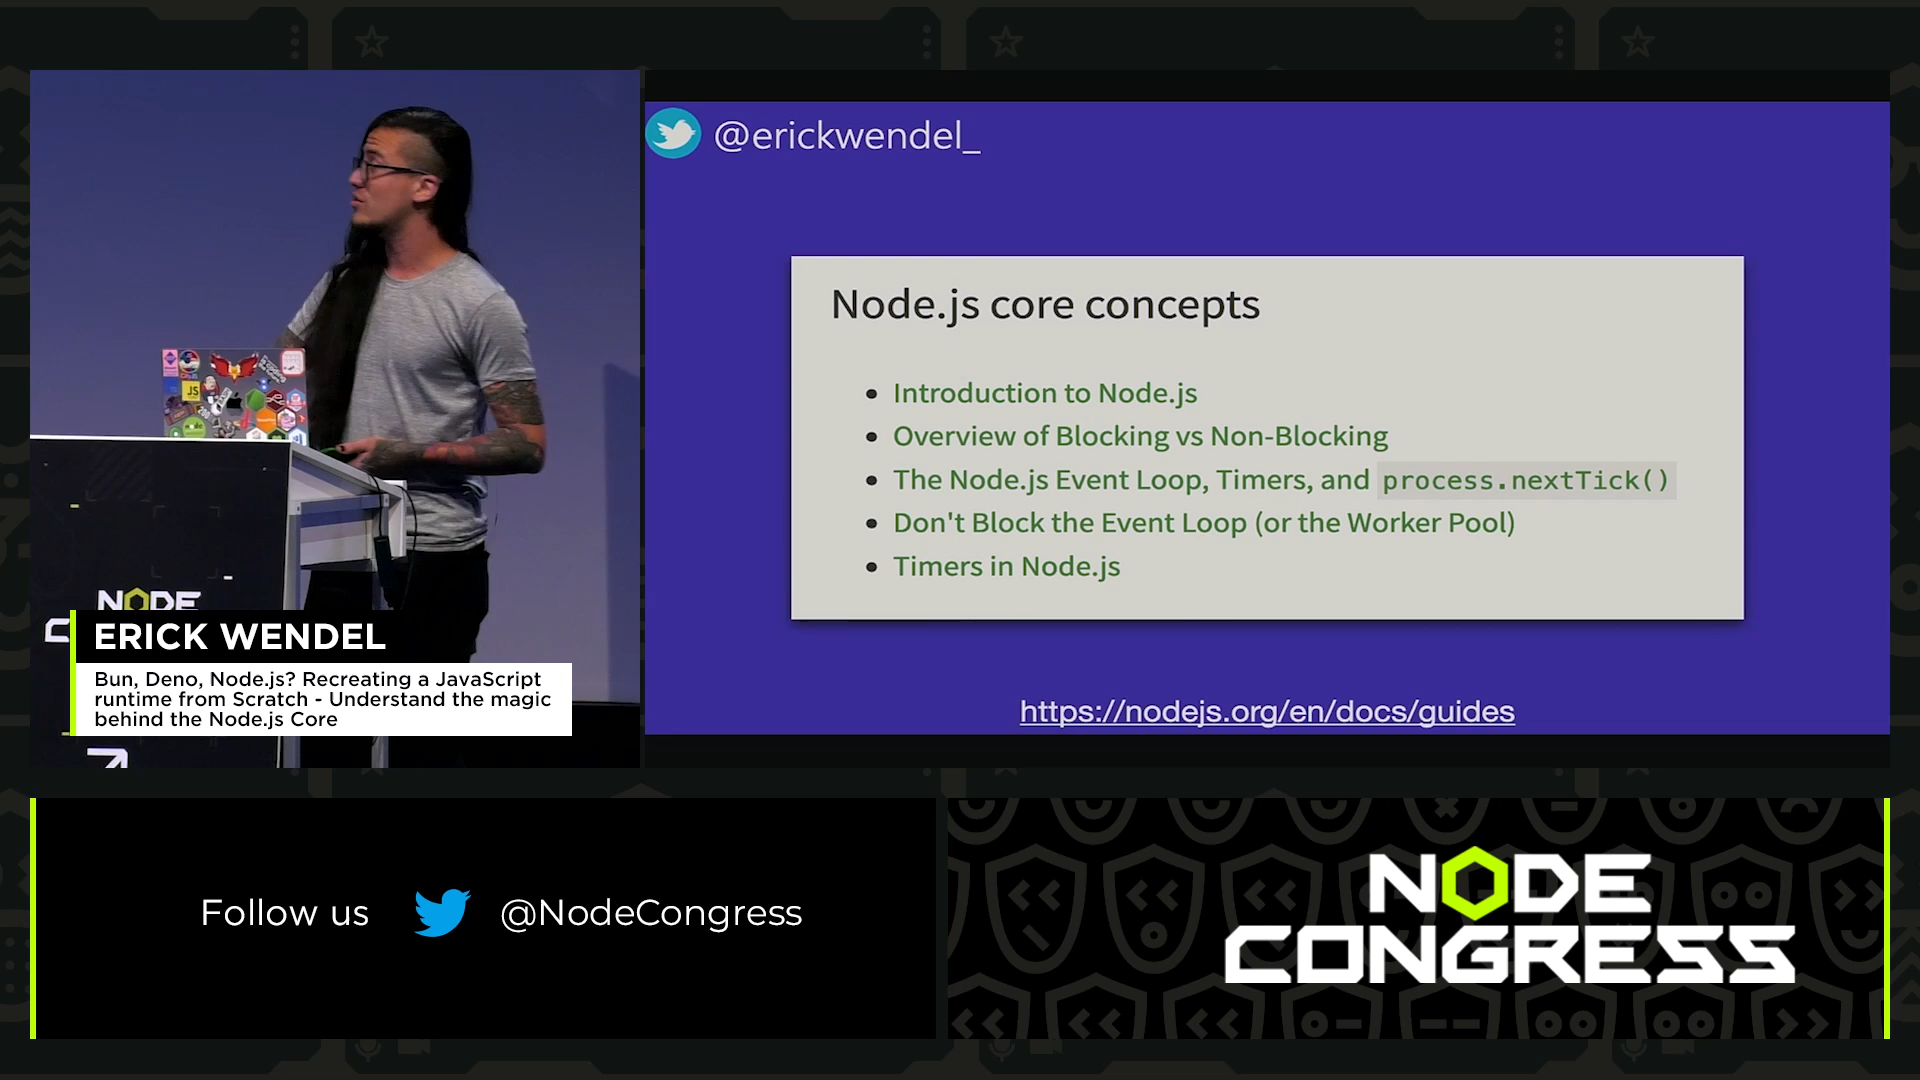 @erickwendel_
Node.js core concepts
Introduction to Node.js
Overview of Blocking vs Non-Blocking
The Node.js Event Loop, Timers, and process.nextTick()
Don't Block the Event Loop (or the Worker Pool)
Timers in Node.js
https://nodejs.org/en/docs/guides
JS
NODE
ERICK WENDEL
Bun, Deno, Node.js? Recreating a JavaScript
runtime from Scratch - Understand the magic
behind the Node.js Core
Follow us
@NodeCongress
NODE
CONGRESS